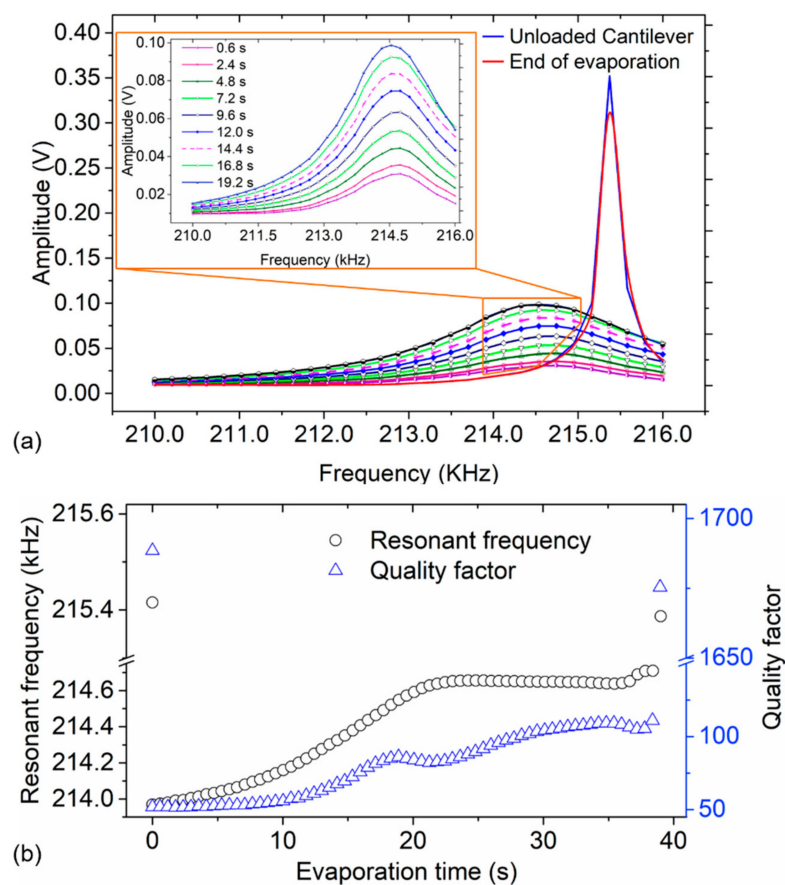 0.40
0.35
0.30
0.25
0.20
0.15
0.10
0.05
0.00
Amplitude (V)
Unloaded Cantilever
End of evaporation
0.10
0.08
0.06
0.04
0.02
Amplitude (V)
0.6 s
2.4 s
4.8 s
7.2 s
9.6 s
12.0 s
14.4 s
16.8 s
19.2 s
210.0 211.5 213.0 214.5 216.0
Frequency (kHz)
210.0 211.0 212.0 213.0 214.0 215.0 216.0
(a)
Frequency (KHz)
215.6
215.4
214.6
214.4
214.2
214.0
Resonant frequency (kHz)
Resonant frequency
Quality factor
1700
1650
100
50
Quality factor
0 10 20 30 40
(b)
Evaporation time (s)